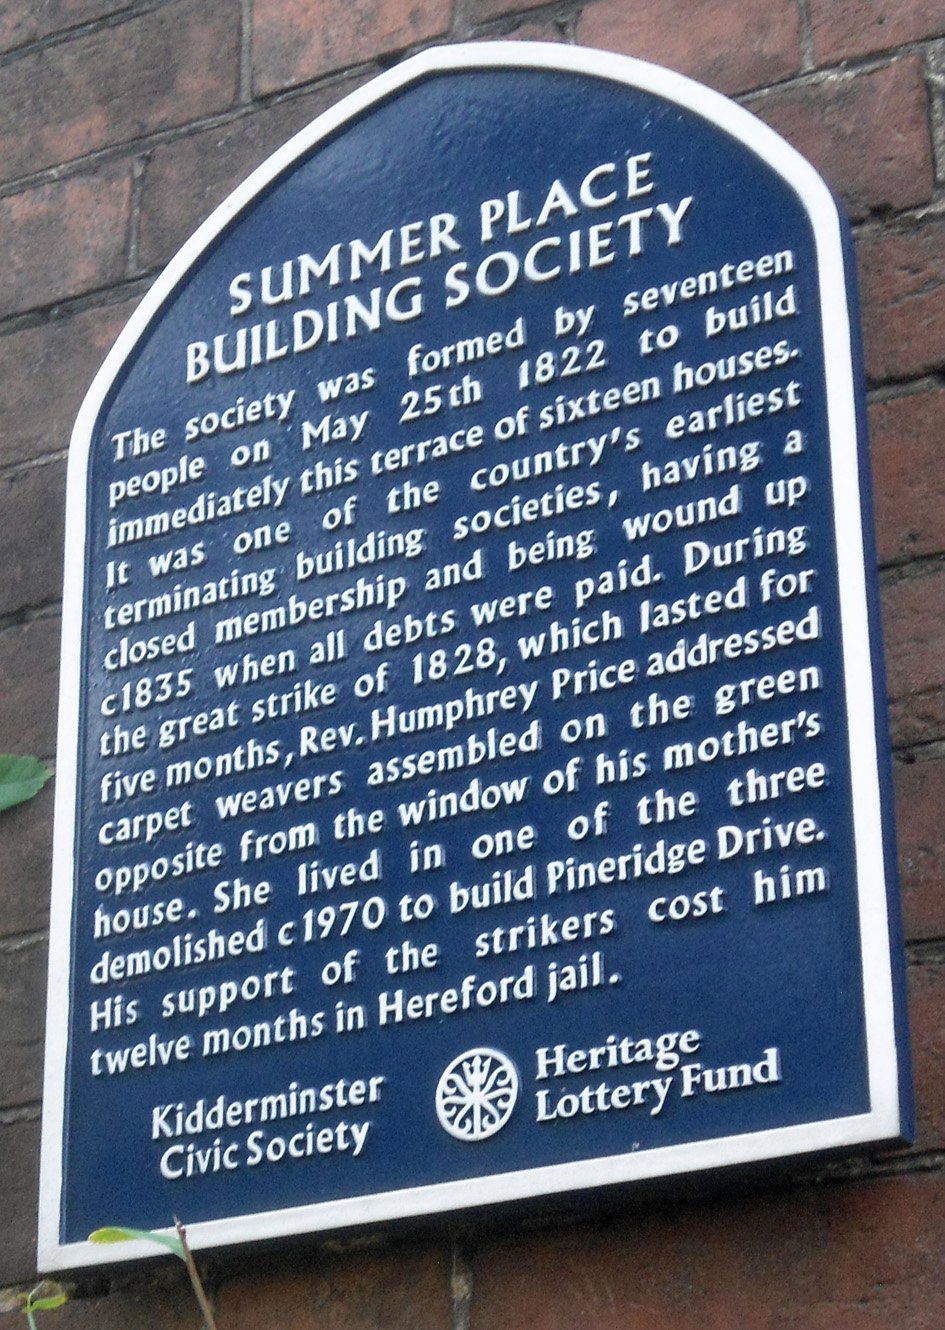 SUMMER PLACE
BUILDING SOCIETY
The society was formed by seventeen
people on May 25th 1822 to build
immediately this terrace of sixteen houses.
It was one of the country's earliest
terminating building societies, having a
closed membership and being wound up
c1835 when all debts were paid. During
the great strike of 1828, which lasted for
five months, Rev. Humphrey Price addressed
carpet weavers assembled on the green
opposite from the window of his mother's
house. She lived in one of the three
demolished c1970 to build Pineridge Drive.
His support of the strikers cost him
twelve months in Hereford jail.
Kidderminster
Civic Society
Heritage
Lottery Fund